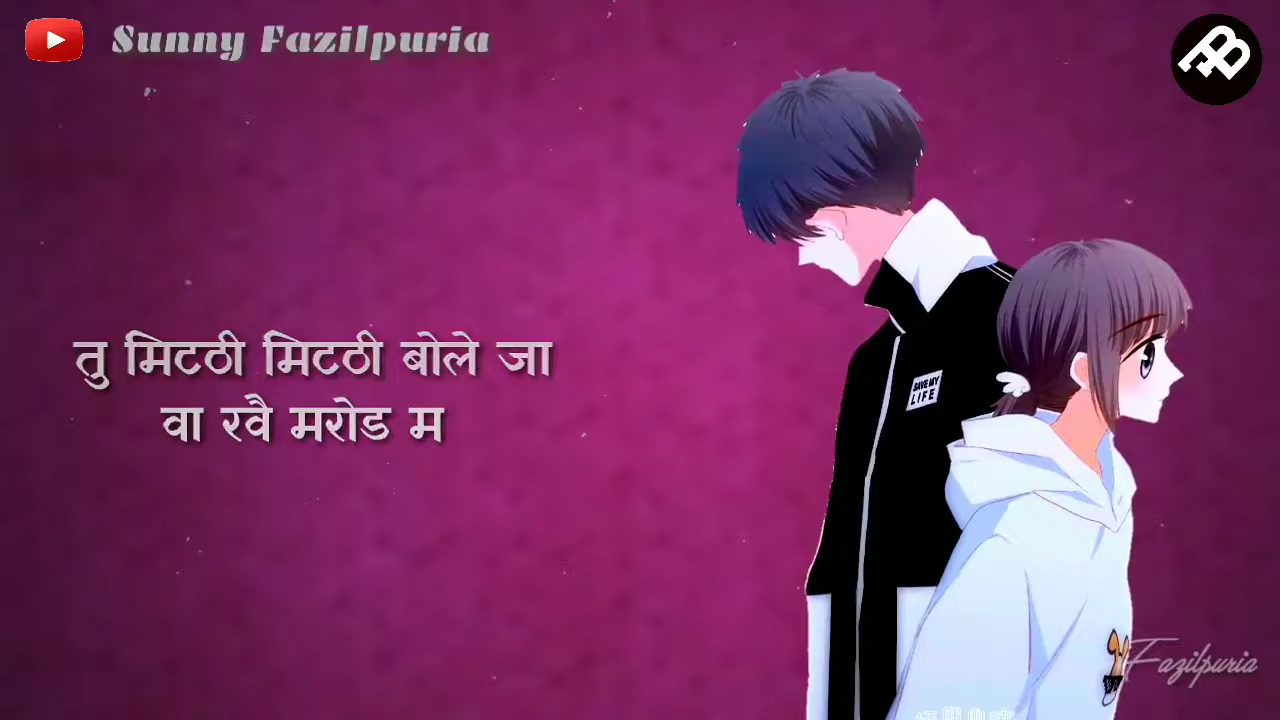 Sunny Fazilpuria
तु मिटठी मिटठी बोले जा
वा रवै मरोड म
SAVE MY
LIFE
Fazilpuria